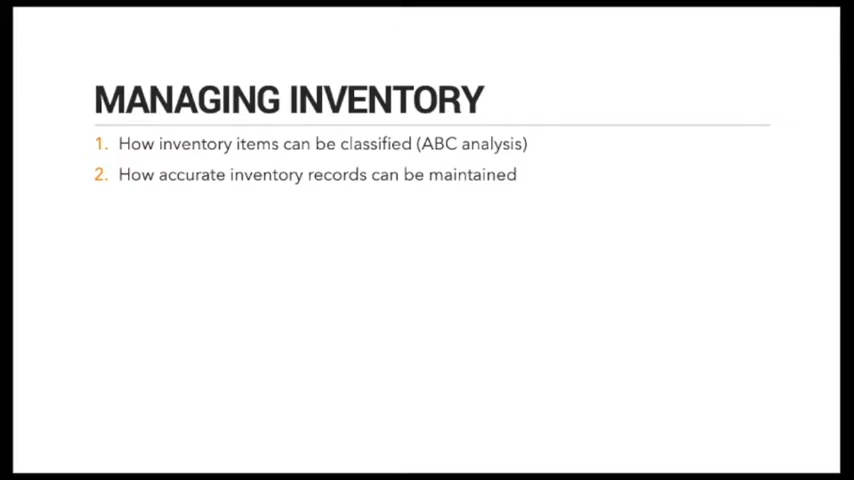 MANAGING INVENTORY
1. How inventory items can be classified (ABC analysis)
2. How accurate inventory records can be maintained